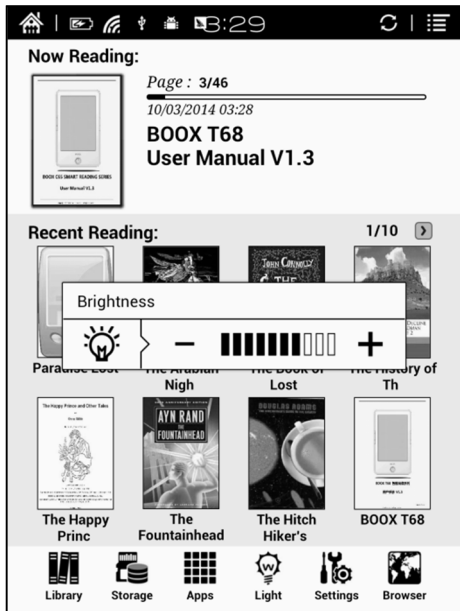 3:29
Now Reading:
Page : 3/46
10/03/2014 03:28
BOOX T68
User Manual V1.3
BOOX C65 SMART READING SERIES
User Manual V1.3
Recent Reading:
1/10
JOHN CONNOLLY
THE
Brightness
Paradise Lost
The Arabian
Nigh
The Book of
Lost
The History of
Th
The Happy Prince and Other Tales
AYN RAND
THE
FOUNTAINHEAD
DOUGLAS ADAMS
The Happy
Princ
The
Fountainhead
The Hitch
Hiker's
BOOX T68
Library
Storage
Apps
Light
Settings
Browser